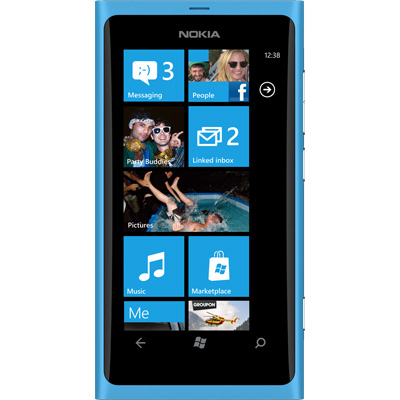 NOKIA
12:38
;-) 3
Messaging
People
f
Party Buddies
2
Linked inbox
Pictures
Music
Marketplace
Me
GROUPON